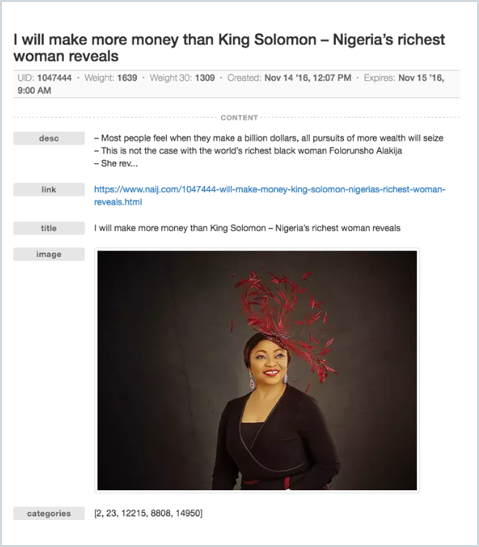 I will make more money than King Solomon – Nigeria's richest
woman reveals
UID: 1047444 • Weight: 1639 • Weight 30: 1309 • Created: Nov 14 '16, 12:07 PM • Expires: Nov 15 '16,
9:00 AM
CONTENT
desc
– Most people feel when they make a billion dollars, all pursuits of more wealth will seize
– This is not the case with the world's richest black woman Folorunsho Alakija
– She rev...
link
https://www.naij.com/1047444-will-make-money-king-solomon-nigerias-richest-woman-
reveals.html
title
I will make more money than King Solomon – Nigeria's richest woman reveals
image
categories
[2, 23, 12215, 8808, 14950]